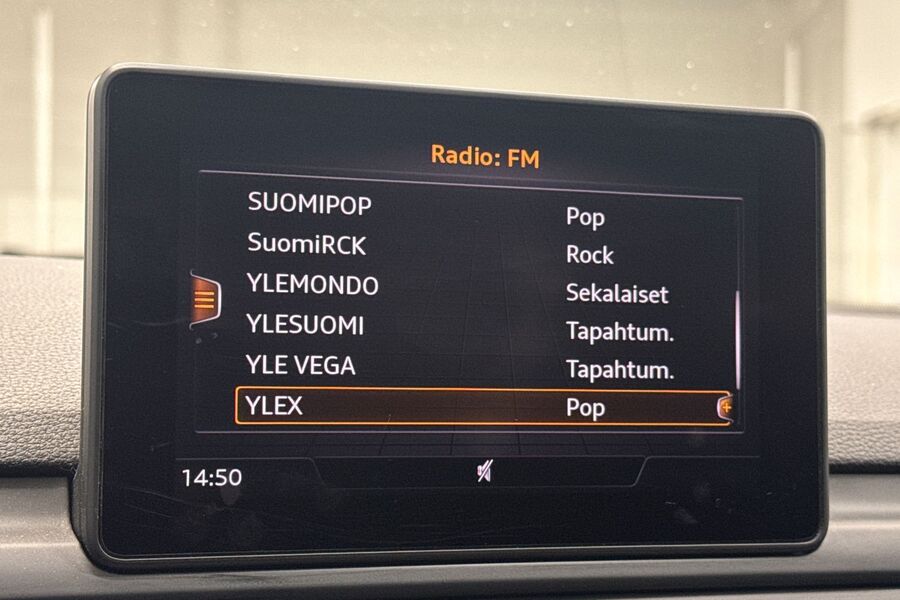 Radio: FM
SUOMIPOP Pop
SuomiRCK Rock
YLEMONDO Sekalaiset
YLESUOMI Tapahtum.
YLE VEGA Tapahtum.
YLEX Pop
14:50